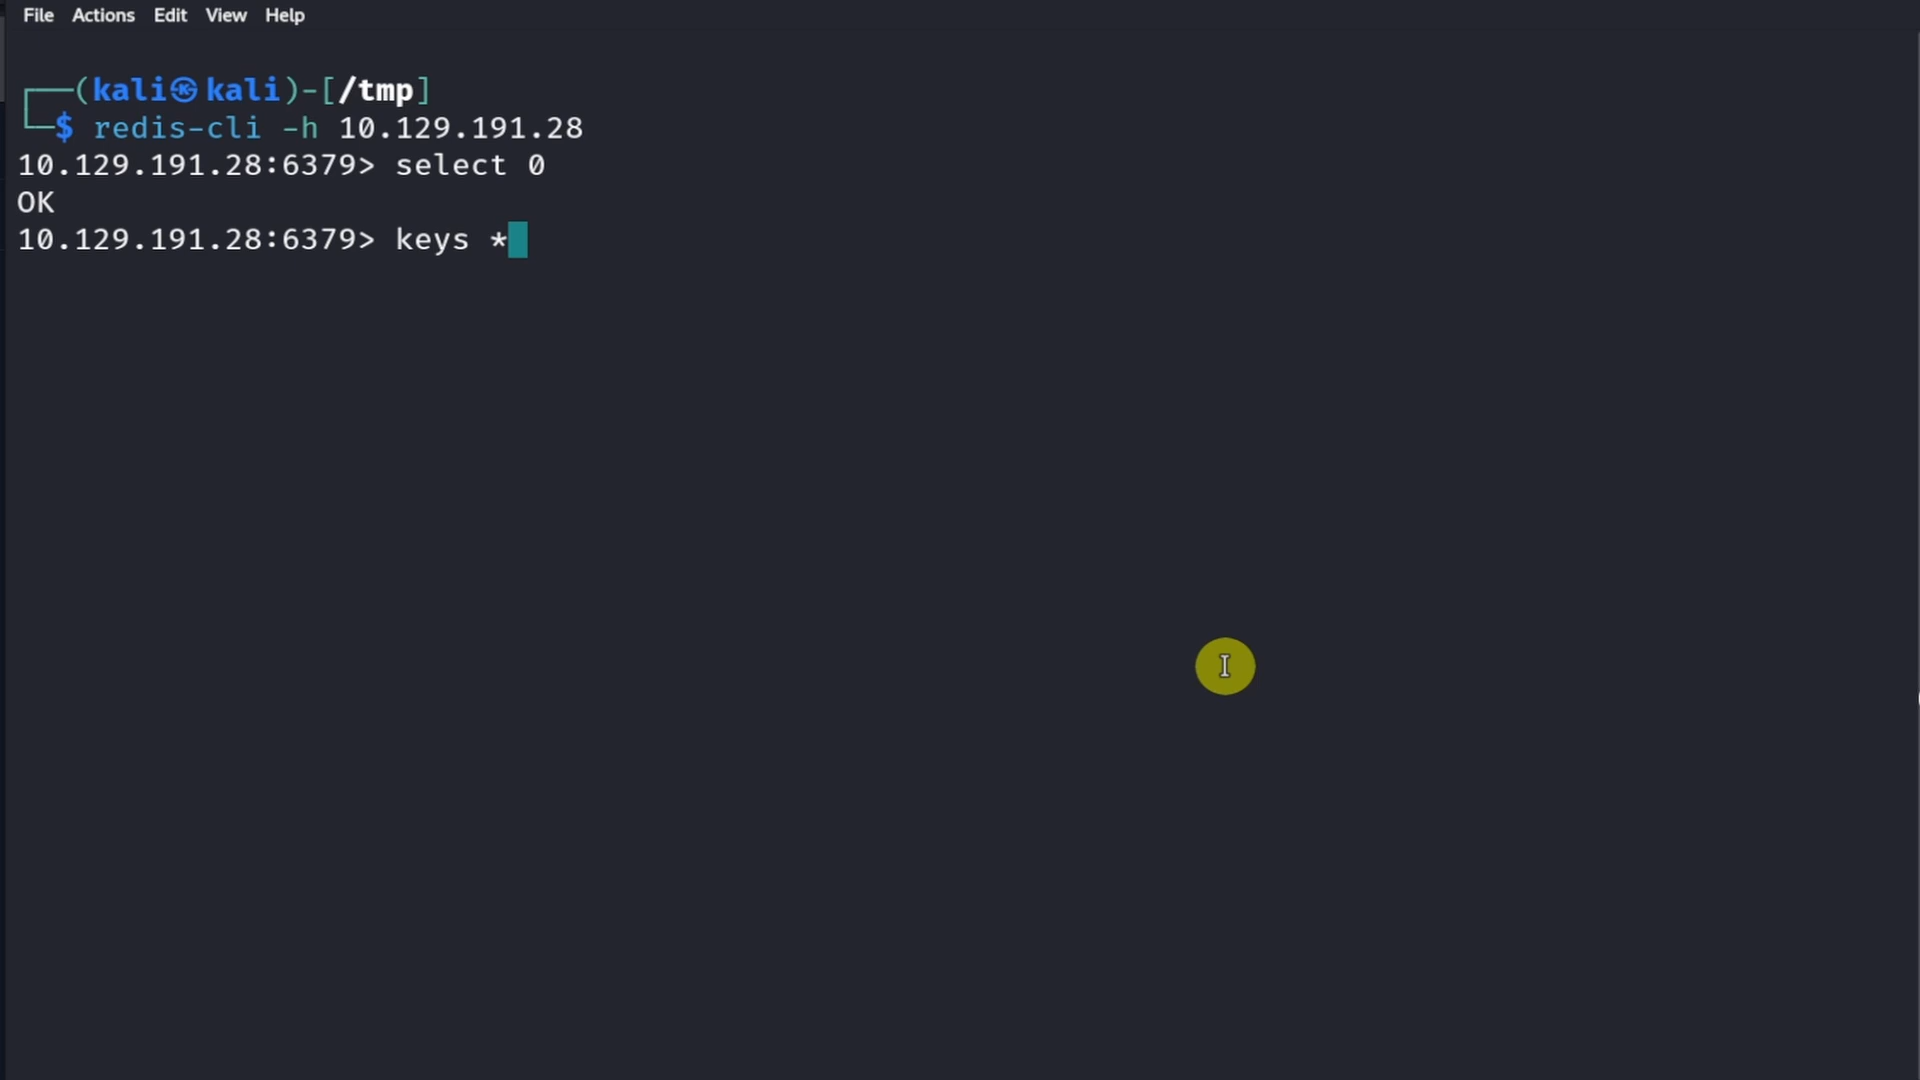 File Actions Edit View Help
┌──(kali㉿kali)-[/tmp]
└─$ redis-cli -h 10.129.191.28
10.129.191.28:6379> select 0
OK
10.129.191.28:6379> keys *